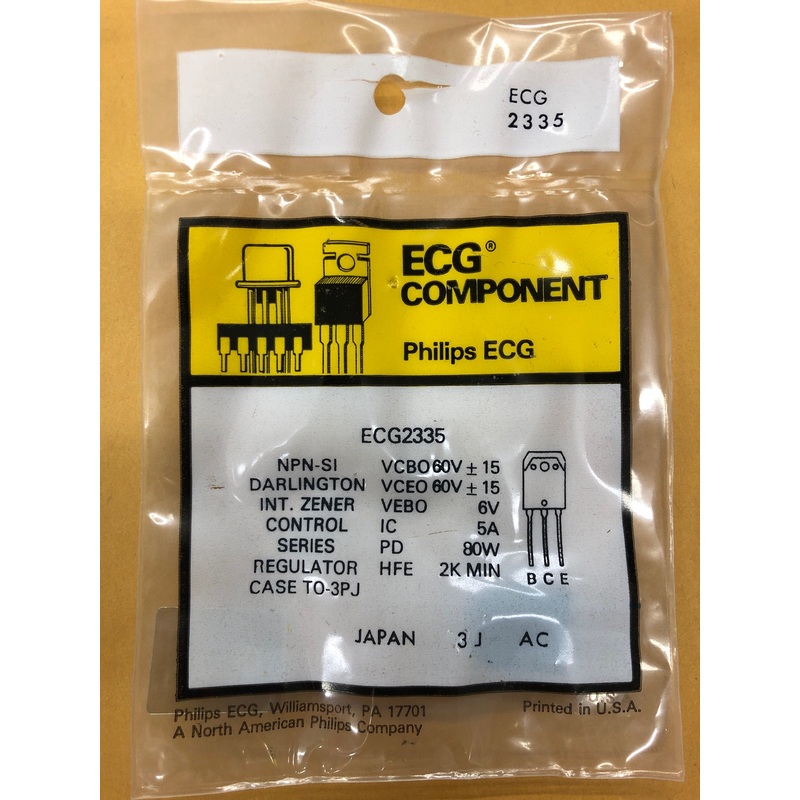 ECG
2335
ECG®
COMPONENT
Philips ECG
ECG2335
NPN-SI VCBO 60V ± 15
DARLINGTON VCEO 60V ± 15
INT. ZENER VEBO 6V
CONTROL IC 5A
SERIES PD 80W
REGULATOR HFE 2K MIN
CASE TO-3PJ
B C E
JAPAN 3J AC
Philips ECG, Williamsport, PA 17701
A North American Philips Company
Printed in U.S.A.